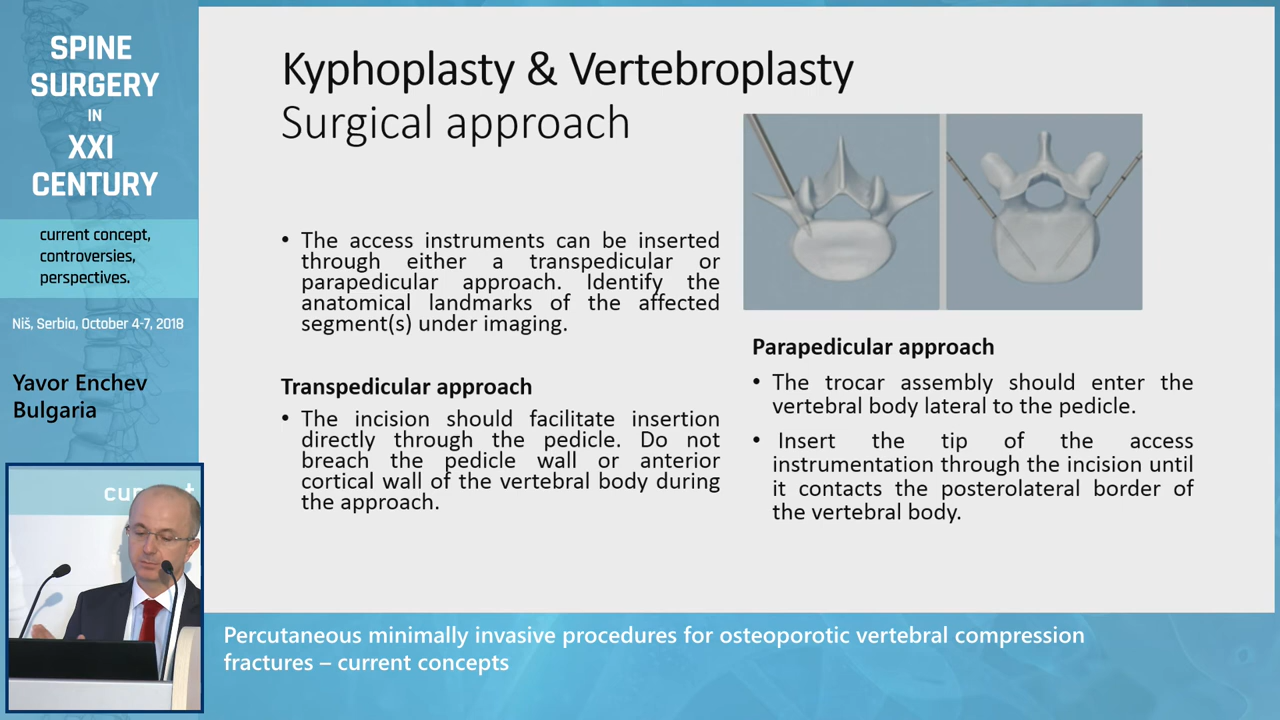 SPINE
SURGERY
IN
XXI
CENTURY
current concept,
controversies,
perspectives.
Niš, Serbia, October 4-7, 2018
Yavor Enchev
Bulgaria
Kyphoplasty & Vertebroplasty
Surgical approach
• The access instruments can be inserted
through either a transpedicular or
parapedicular approach. Identify the
anatomical landmarks of the affected
segment(s) under imaging.
Transpedicular approach
• The incision should facilitate insertion
directly through the pedicle. Do not
breach the pedicle wall or anterior
cortical wall of the vertebral body during
the approach.
Parapedicular approach
• The trocar assembly should enter the
vertebral body lateral to the pedicle.
• Insert the tip of the access
instrumentation through the incision until
it contacts the posterolateral border of
the vertebral body.
Percutaneous minimally invasive procedures for osteoporotic vertebral compression
fractures – current concepts